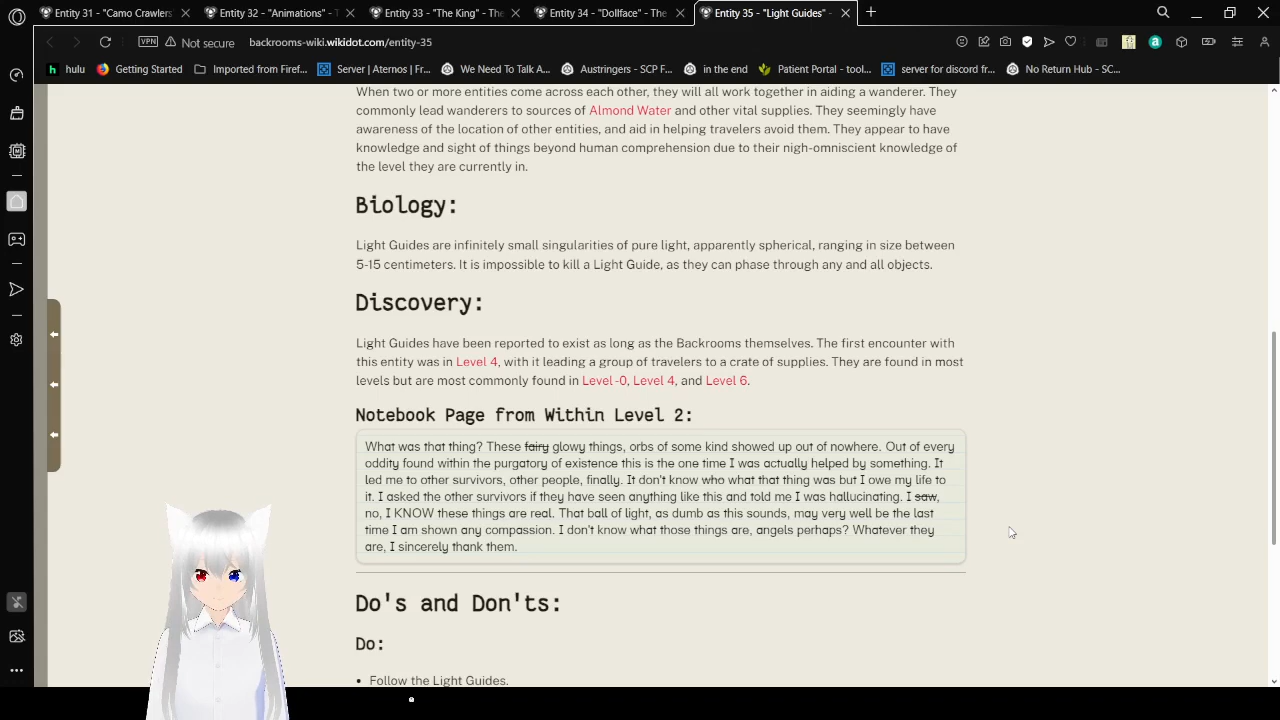 Entity 31 - "Camo Crawlers"
Entity 32 - "Animations" - T
Entity 33 - "The King" - The
Entity 34 - "Dollface" - The
Entity 35 - "Light Guides" -
VPN
Not secure
backrooms-wiki.wikidot.com/entity-35
hulu
Getting Started
Imported from Firef...
Server | Aternos | Fr...
We Need To Talk A...
Austringers - SCP F...
in the end
Patient Portal - tool...
server for discord fr...
No Return Hub - SC...
When two or more entities come across each other, they will all work together in aiding a wanderer. They
commonly lead wanderers to sources of Almond Water and other vital supplies. They seemingly have
awareness of the location of other entities, and aid in helping travelers avoid them. They appear to have
knowledge and sight of things beyond human comprehension due to their nigh-omniscient knowledge of
the level they are currently in.
Biology:
Light Guides are infinitely small singularities of pure light, apparently spherical, ranging in size between
5-15 centimeters. It is impossible to kill a Light Guide, as they can phase through any and all objects.
Discovery:
Light Guides have been reported to exist as long as the Backrooms themselves. The first encounter with
this entity was in Level 4, with it leading a group of travelers to a crate of supplies. They are found in most
levels but are most commonly found in Level -0, Level 4, and Level 6.
Notebook Page from Within Level 2:
What was that thing? These fairy glowy things, orbs of some kind showed up out of nowhere. Out of every
oddity found within the purgatory of existence this is the one time I was actually helped by something. It
led me to other survivors, other people, finally. It don't know who what that thing was but I owe my life to
it. I asked the other survivors if they have seen anything like this and told me I was hallucinating. I saw,
no, I KNOW these things are real. That ball of light, as dumb as this sounds, may very well be the last
time I am shown any compassion. I don't know what those things are, angels perhaps? Whatever they
are, I sincerely thank them.
Do's and Don'ts:
Do:
• Follow the Light Guides.